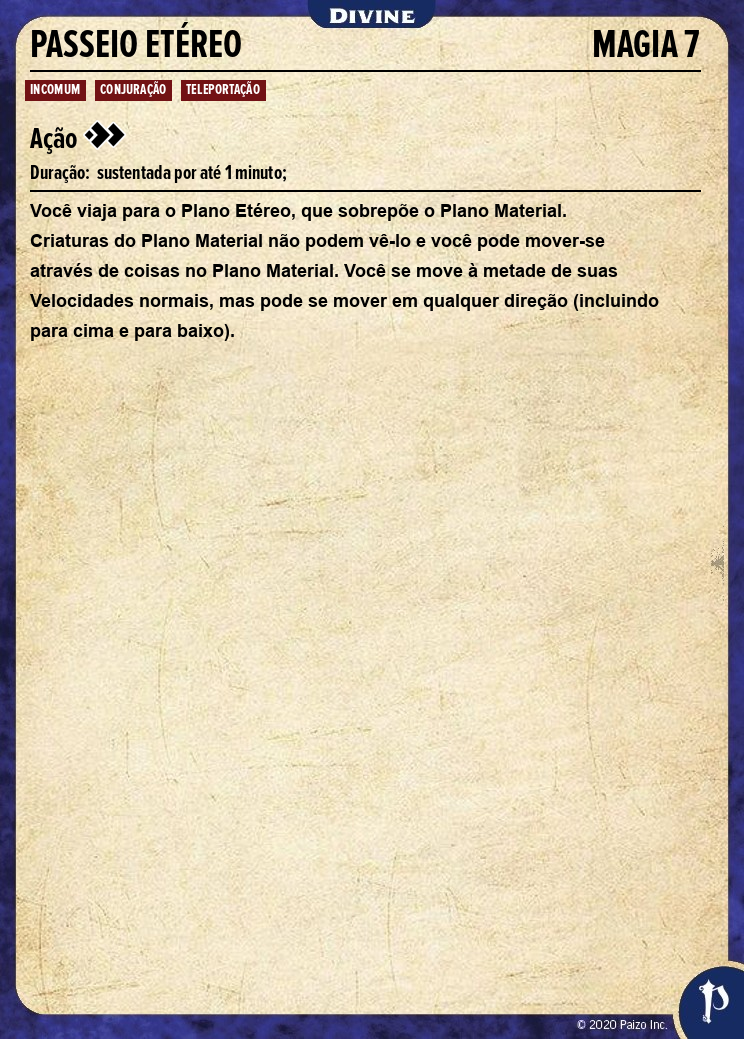 DIVINE
PASSEIO ETÉREO MAGIA 7
INCOMUM CONJURAÇÃO TELEPORTAÇÃO
Ação
Duração: sustentada por até 1 minuto;
Você viaja para o Plano Etéreo, que sobrepõe o Plano Material.
Criaturas do Plano Material não podem vê-lo e você pode mover-se
através de coisas no Plano Material. Você se move à metade de suas
Velocidades normais, mas pode se mover em qualquer direção (incluindo
para cima e para baixo).
© 2020 Paizo Inc.
P